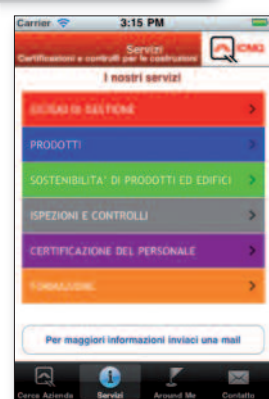 Carrier 3:15 PM
Servizi
Certificazioni e controlli per le costruzioni
ICMQ
I nostri servizi
SISTEMI DI GESTIONE
PRODOTTI
SOSTENIBILITA' DI PRODOTTI ED EDIFICI
ISPEZIONI E CONTROLLI
CERTIFICAZIONE DEL PERSONALE
FORMAZIONE
Per maggiori informazioni inviaci una mail
Cerca Azienda Servizi Around Me Contatto